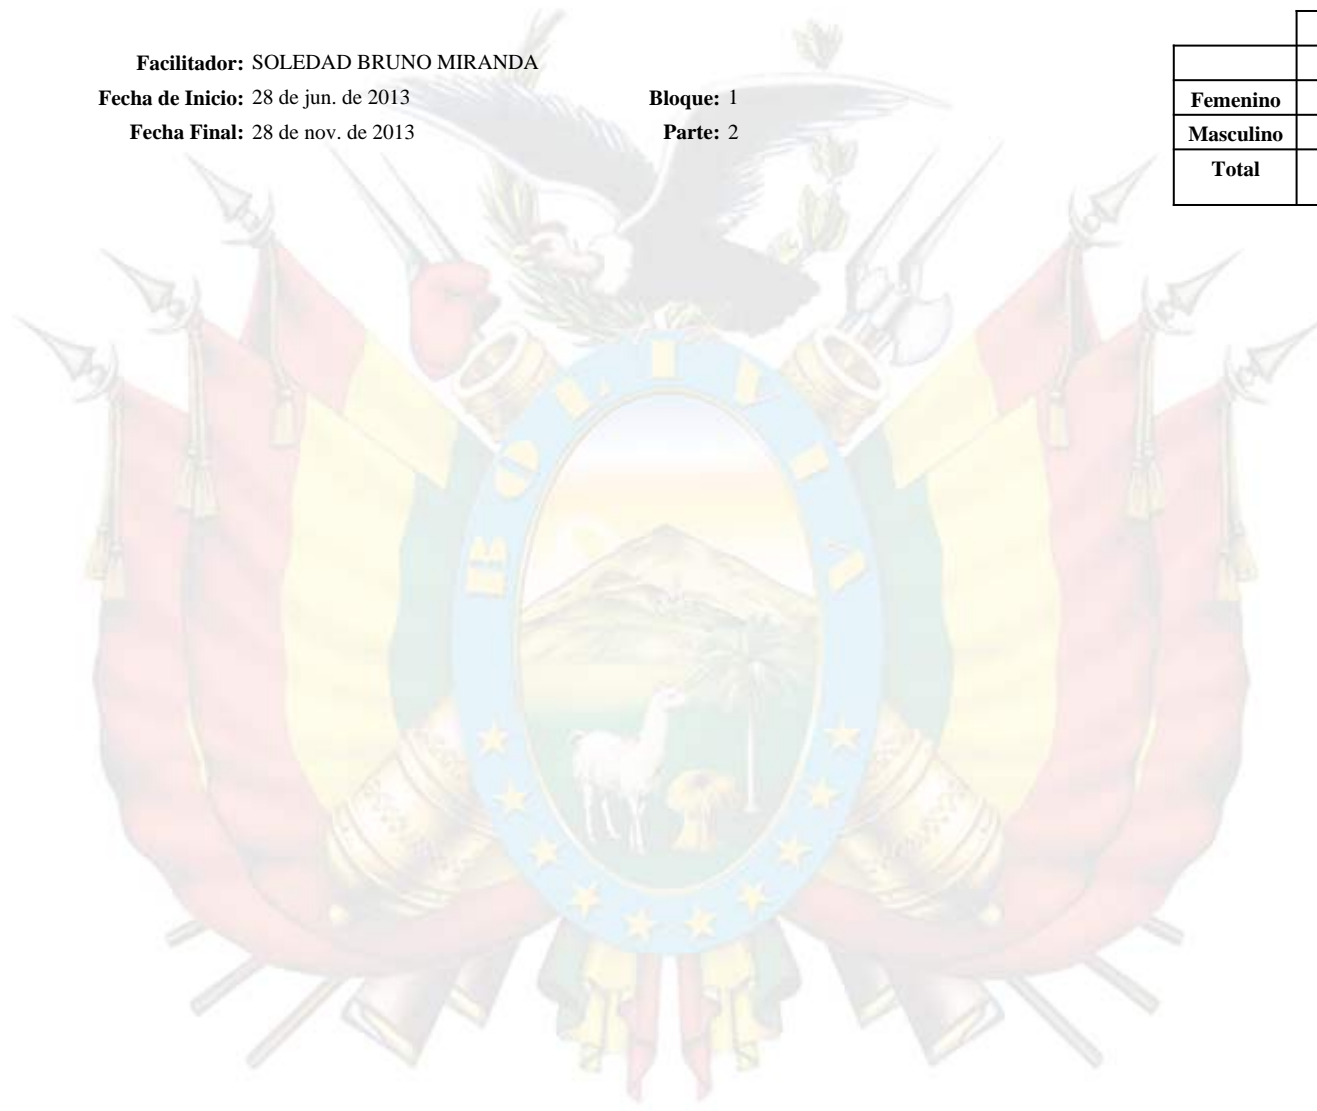 Facilitador: SOLEDAD BRUNO MIRANDA
Fecha de Inicio: 28 de jun. de 2013 Bloque: 1
Fecha Final: 28 de nov. de 2013 Parte: 2
Femenino
Masculino
Total
BOLIVIA